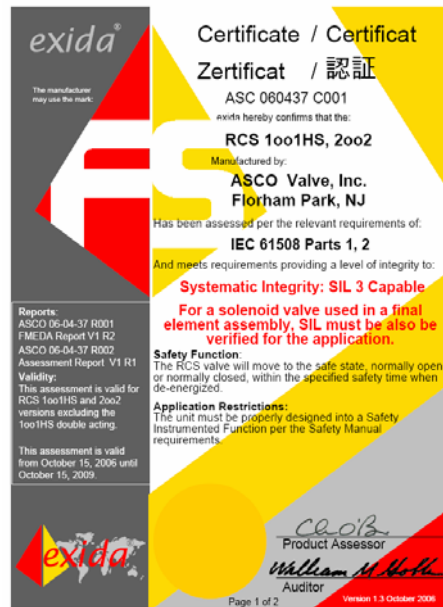 exida®
Certificate / Certificat
Zertificat / 認証
The manufacturer
may use the mark:
ASC 060437 C001
exida hereby confirms that the:
RCS 1oo1HS, 2oo2
Manufactured by:
ASCO Valve, Inc.
Florham Park, NJ
FS
Has been assessed per the relevant requirements of:
IEC 61508 Parts 1, 2
And meets requirements providing a level of integrity to:
Systematic Integrity: SIL 3 Capable
For a solenoid valve used in a final
element assembly, SIL must be also be
verified for the application.
Reports:
ASCO 06-04-37 R001
FMEDA Report V1 R2
ASCO 06-04-37 R002
Assessment Report V1 R1
Validity:
This assessment is valid for
RCS 1oo1HS and 2oo2
versions excluding the
1oo1HS double acting.
This assessment is valid
from October 15, 2006 until
October 15, 2009.
Safety Function:
The RCS valve will move to the safe state, normally open
or normally closed, within the specified safety time when
de-energized.
Application Restrictions:
The unit must be properly designed into a Safety
Instrumented Function per the Safety Manual
requirements.
exida
Product Assessor
William M
Auditor
Page 1 of 2
Version 1.3 October 2006